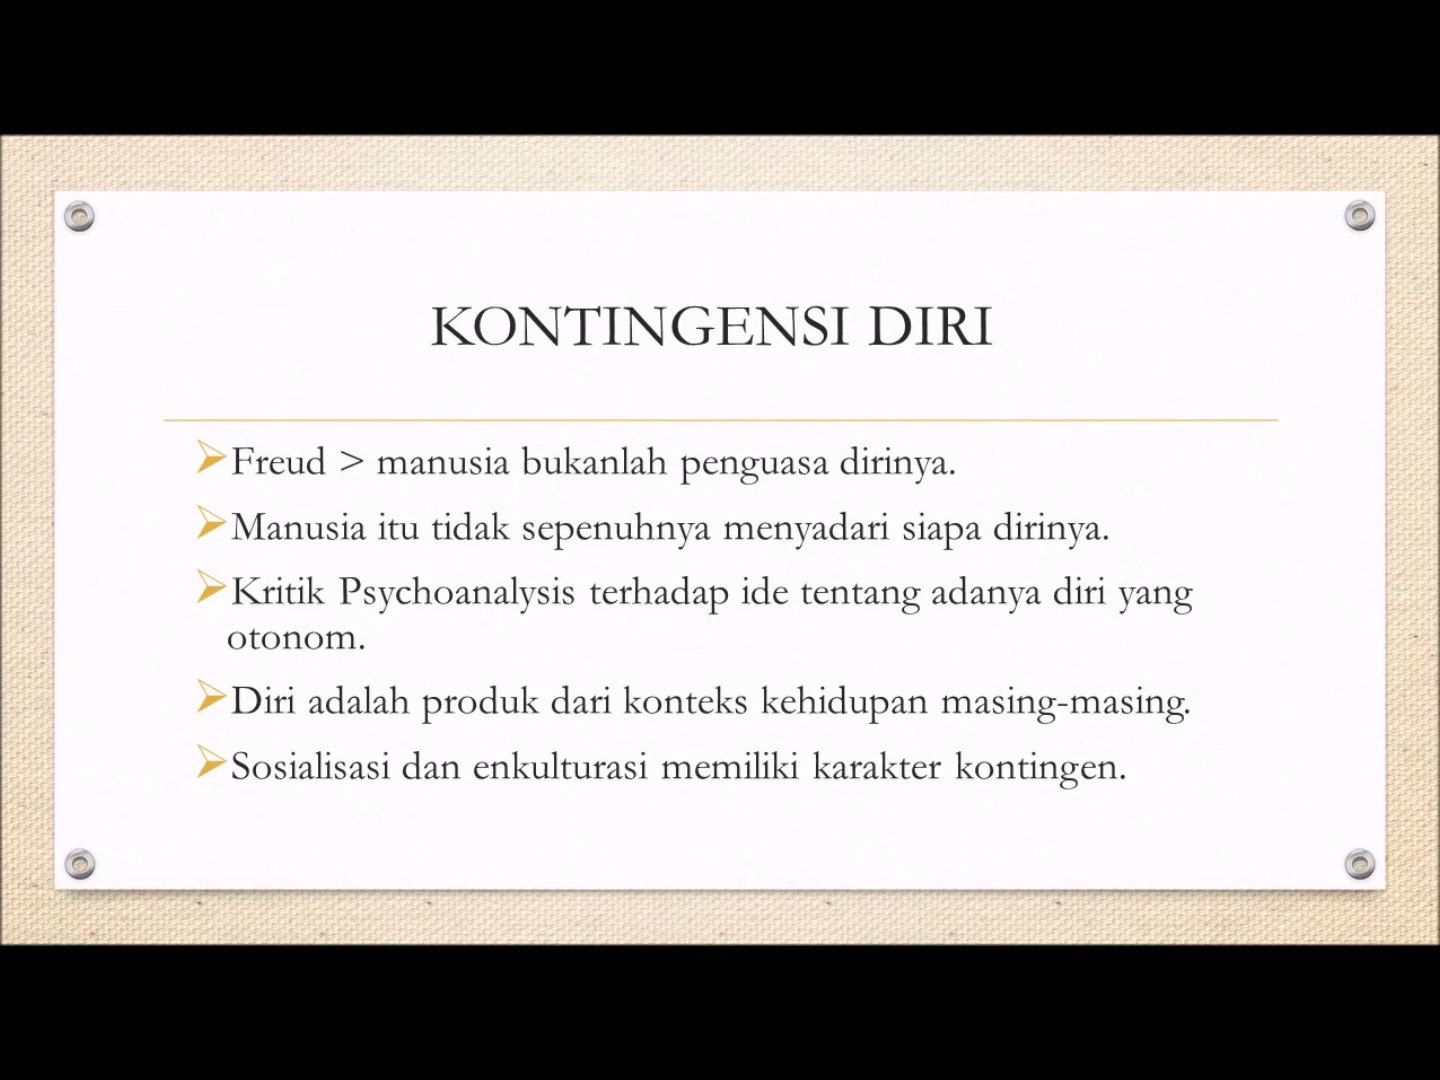 KONTINGENSI DIRI
Freud > manusia bukanlah penguasa dirinya.
Manusia itu tidak sepenuhnya menyadari siapa dirinya.
Kritik Psychoanalysis terhadap ide tentang adanya diri yang
otonom.
Diri adalah produk dari konteks kehidupan masing-masing.
Sosialisasi dan enkulturasi memiliki karakter kontingen.